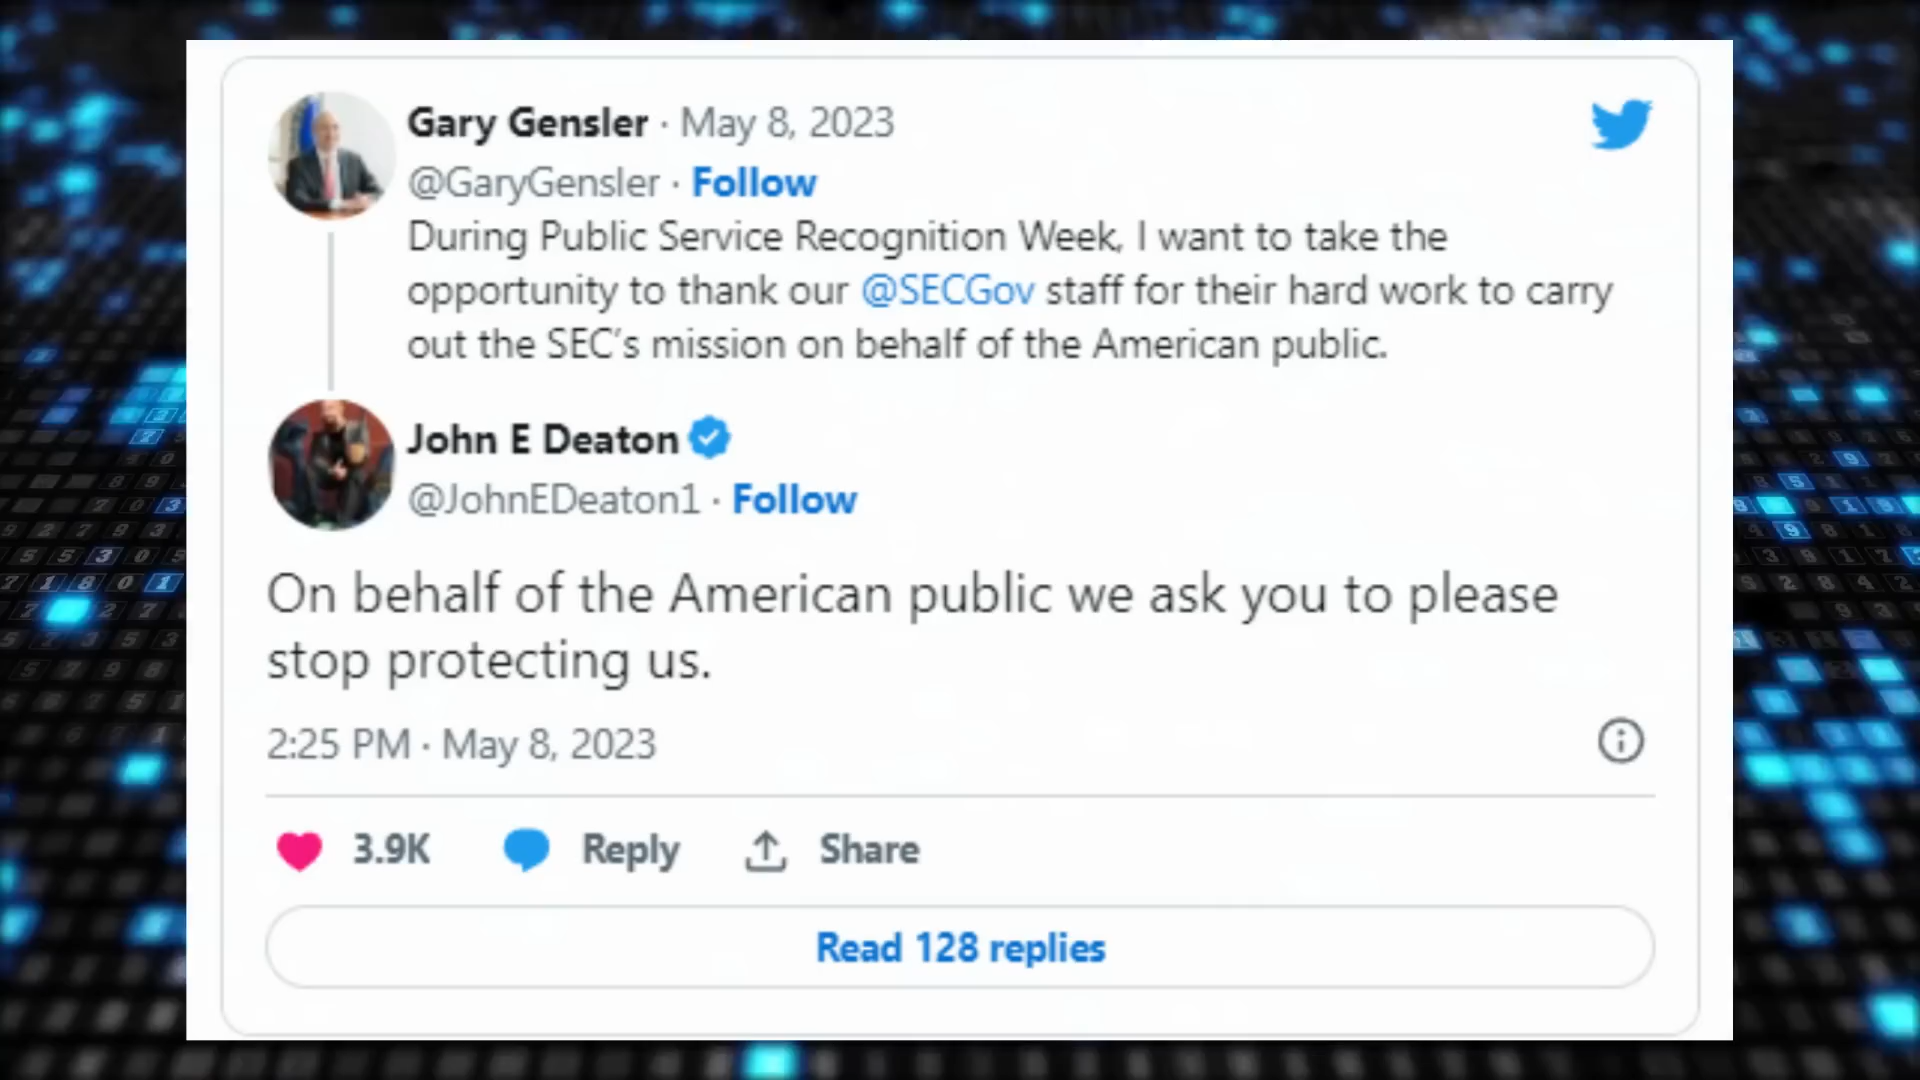 Gary Gensler · May 8, 2023
@GaryGensler · Follow
During Public Service Recognition Week, I want to take the
opportunity to thank our @SECGov staff for their hard work to carry
out the SEC’s mission on behalf of the American public.
John E Deaton
@JohnEDeaton1 · Follow
On behalf of the American public we ask you to please
stop protecting us.
2:25 PM · May 8, 2023
3.9K Reply Share
Read 128 replies